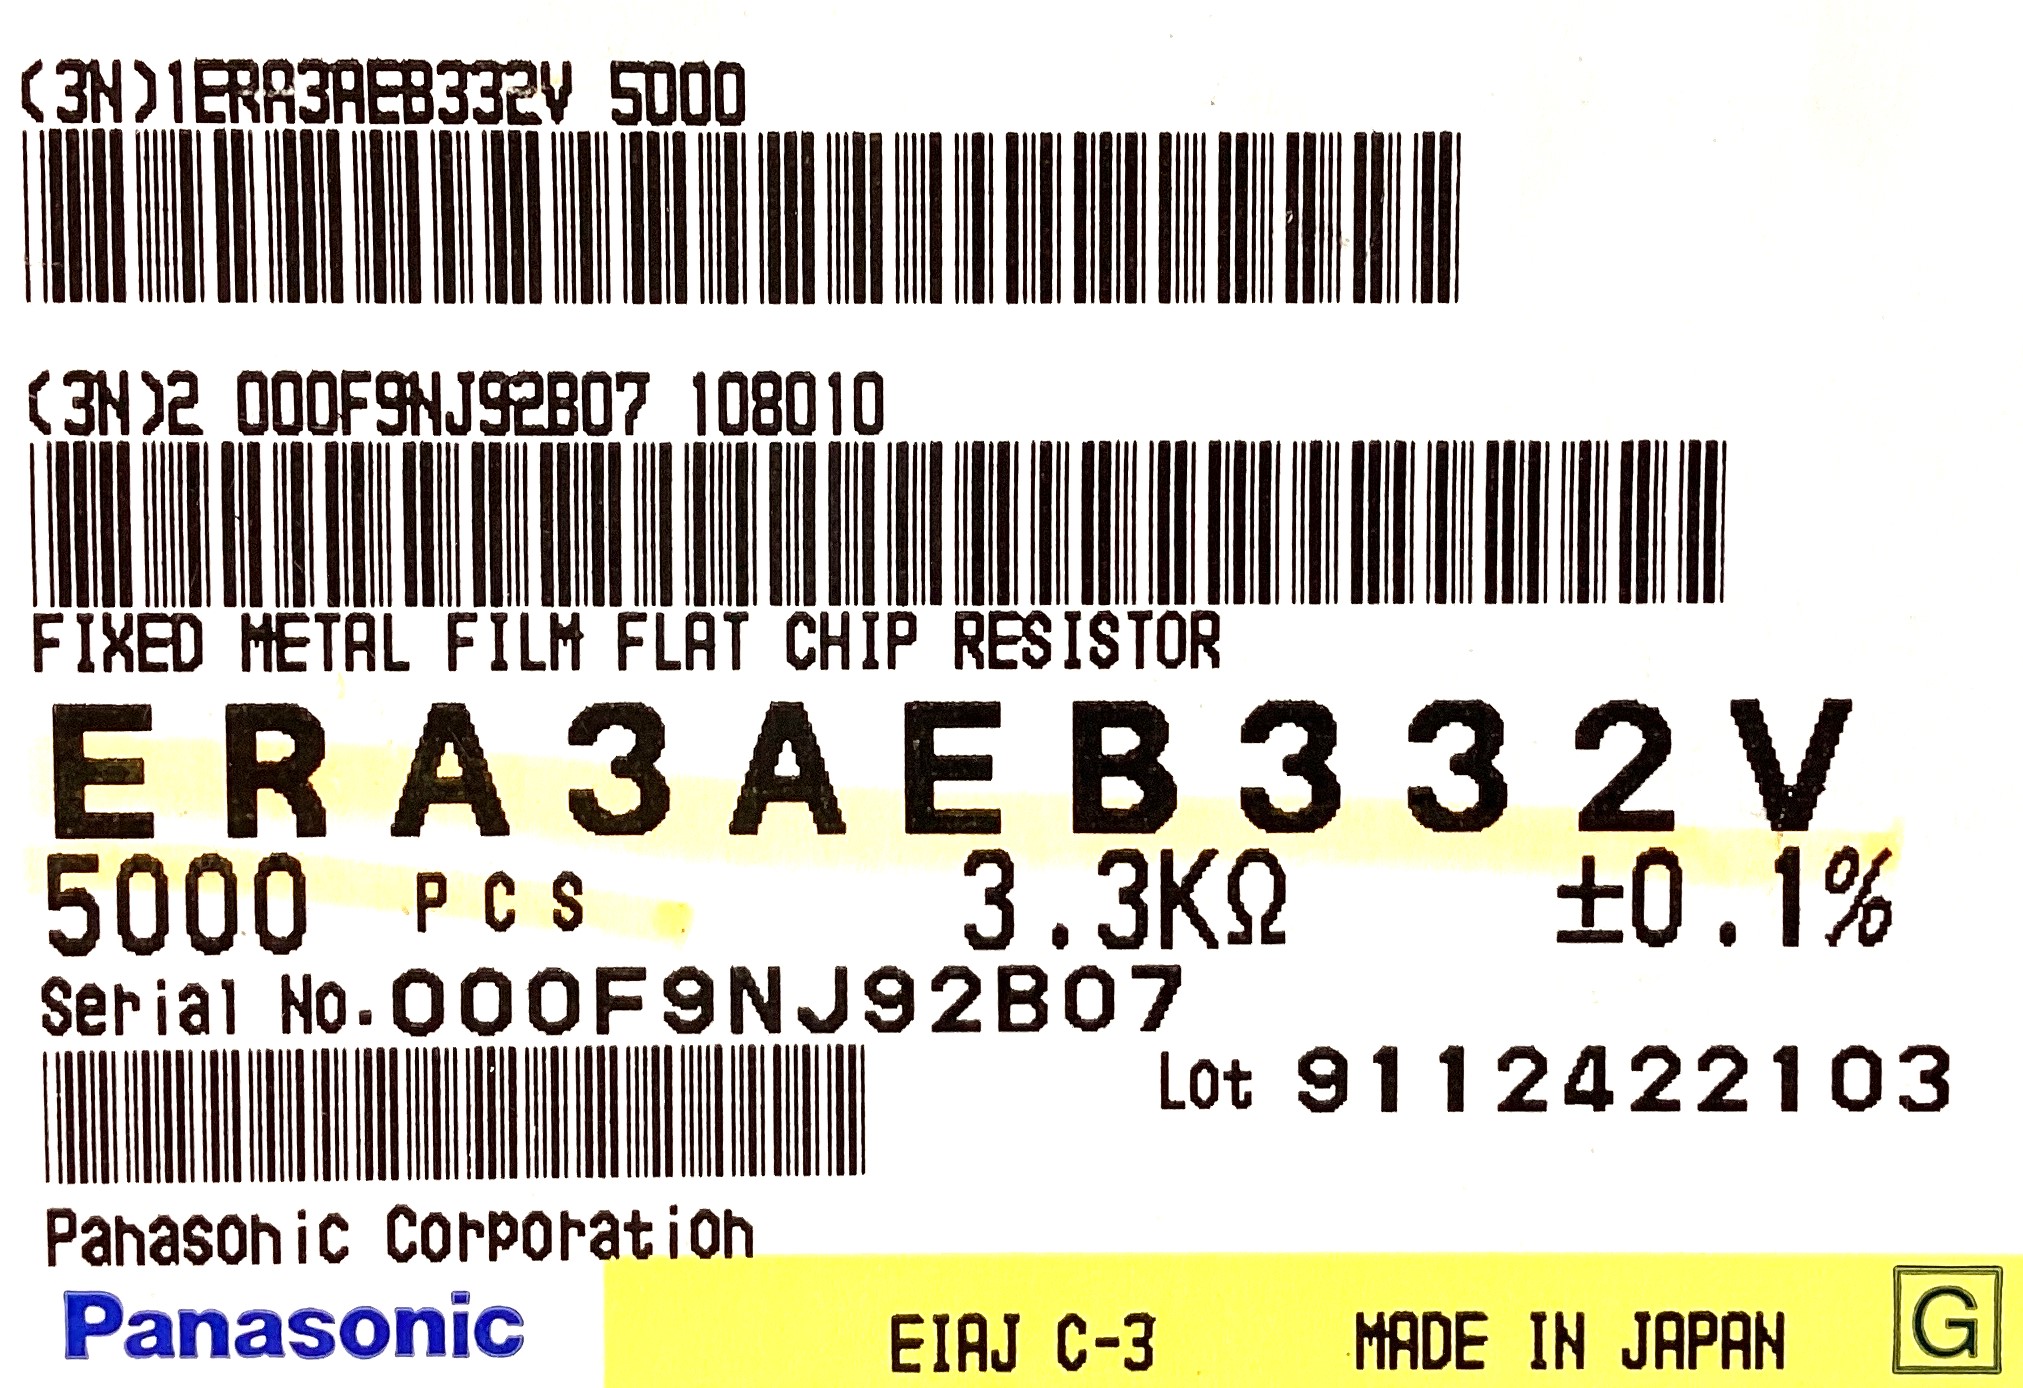 (3N)1ERA3AEB332V 5000
(3N)2 000F9NJ92B07 108010
FIXED METAL FILM FLAT CHIP RESISTOR
ERA3AEB332V
5000 PCS 3.3KΩ ±0.1%
Serial No.000F9NJ92B07
Lot 9112422103
Panasonic Corporation
Panasonic EIAJ C-3 MADE IN JAPAN G